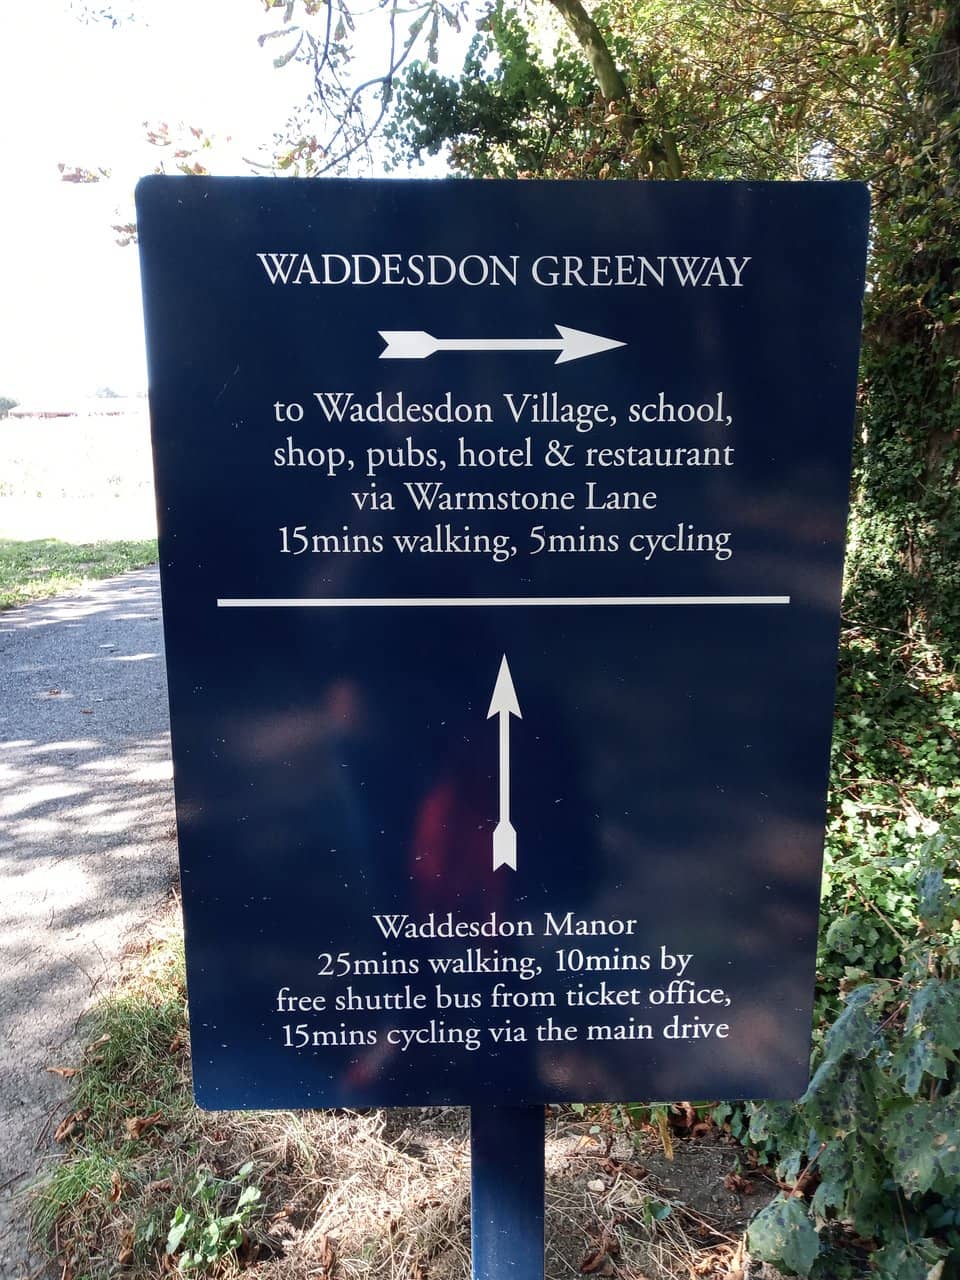 WADDESDON GREENWAY
to Waddesdon Village, school,
shop, pubs, hotel & restaurant
via Warmstone Lane
15mins walking, 5mins cycling
Waddesdon Manor
25mins walking, 10mins by
free shuttle bus from ticket office,
15mins cycling via the main drive